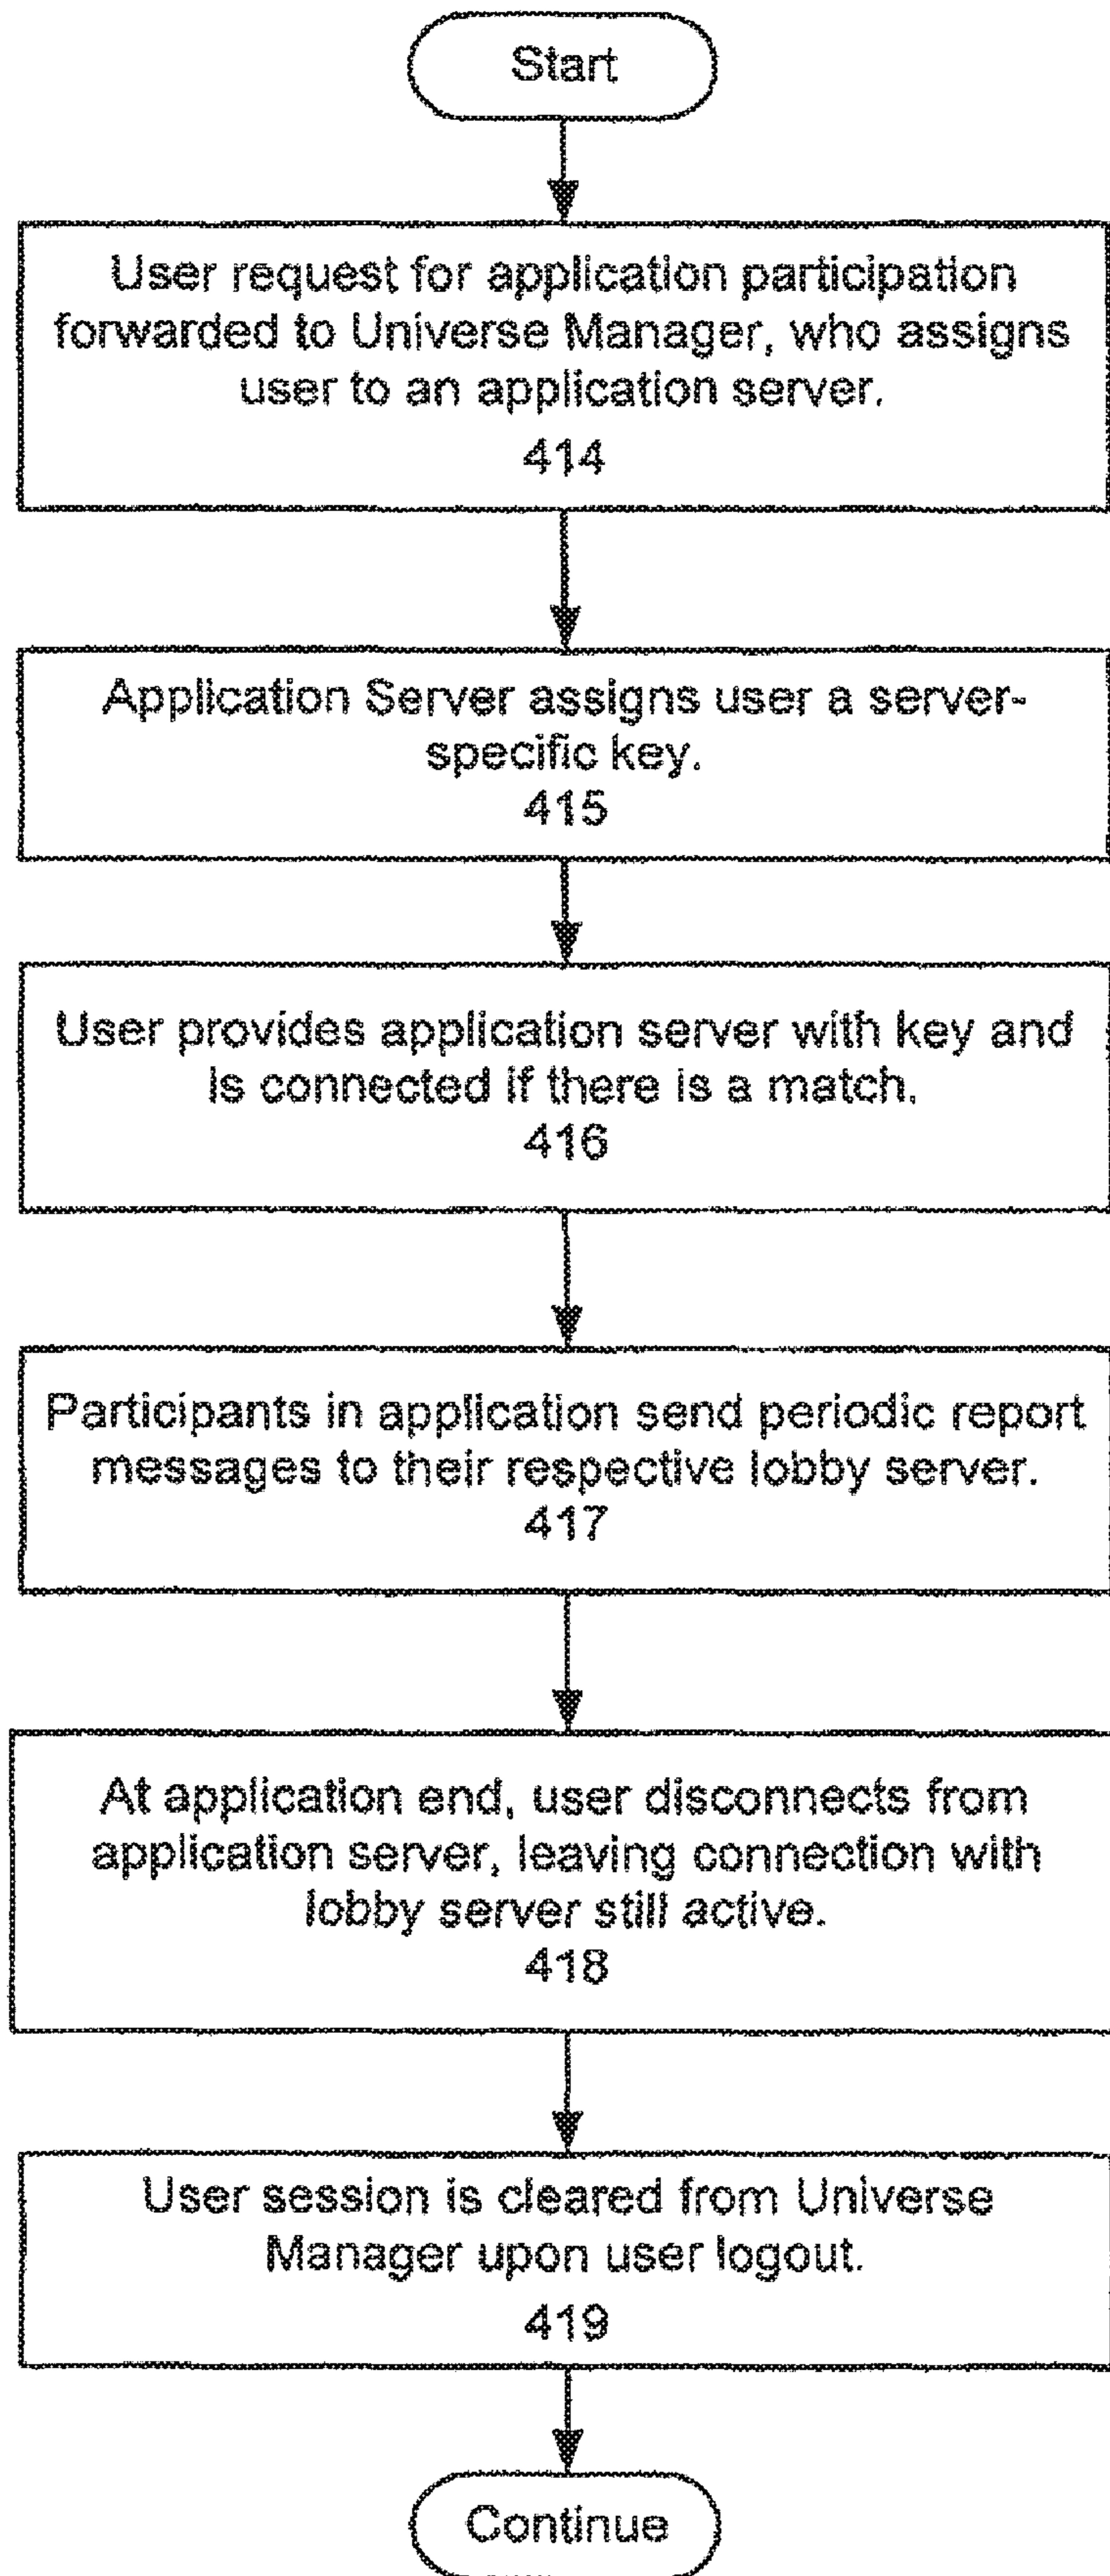 Start
User request for application participation
forwarded to Universe Manager, who assigns
user to an application server.
414
Application Server assigns user a server-
specific key.
415
User provides application server with key and
is connected if there is a match.
416
Participants in application send periodic report
messages to their respective lobby server.
417
At application end, user disconnects from
application server, leaving connection with
lobby server still active.
418
User session is cleared from Universe
Manager upon user logout.
419
Continue